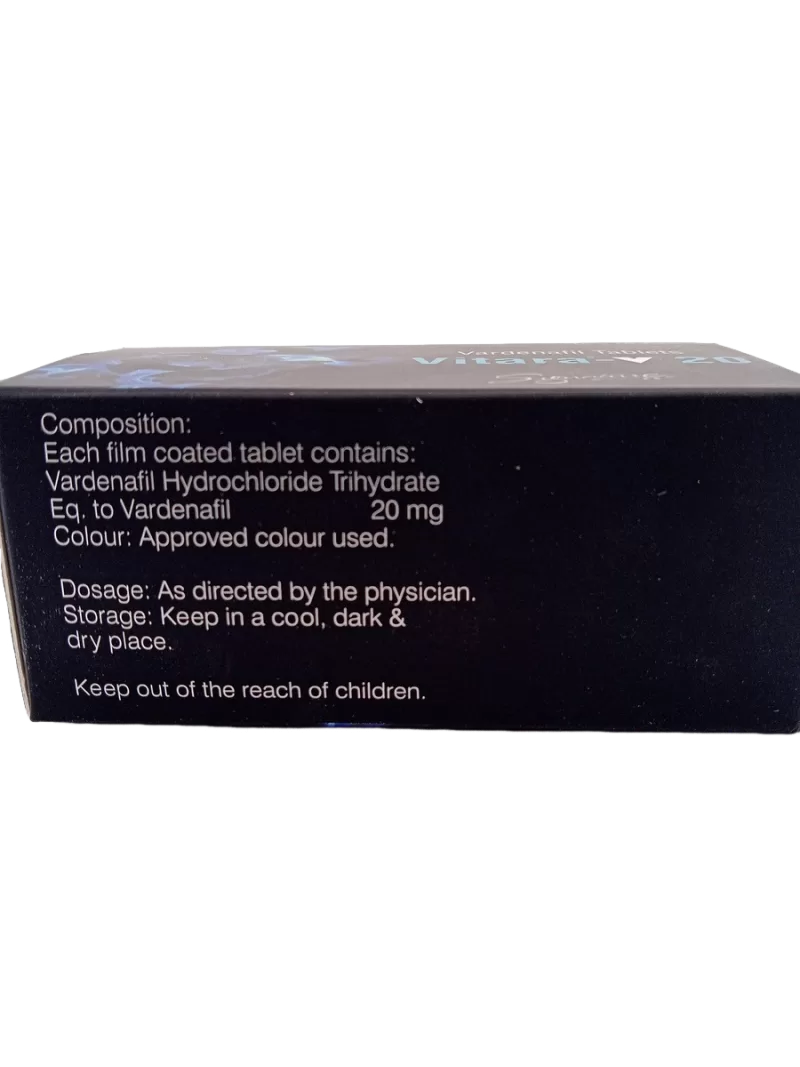 Vardenafil Tablets
Vitara-V 20
Composition:
Each film coated tablet contains:
Vardenafil Hydrochloride Trihydrate
Eq. to Vardenafil 20 mg
Colour: Approved colour used.
Dosage: As directed by the physician.
Storage: Keep in a cool, dark &
dry place.
Keep out of the reach of children.